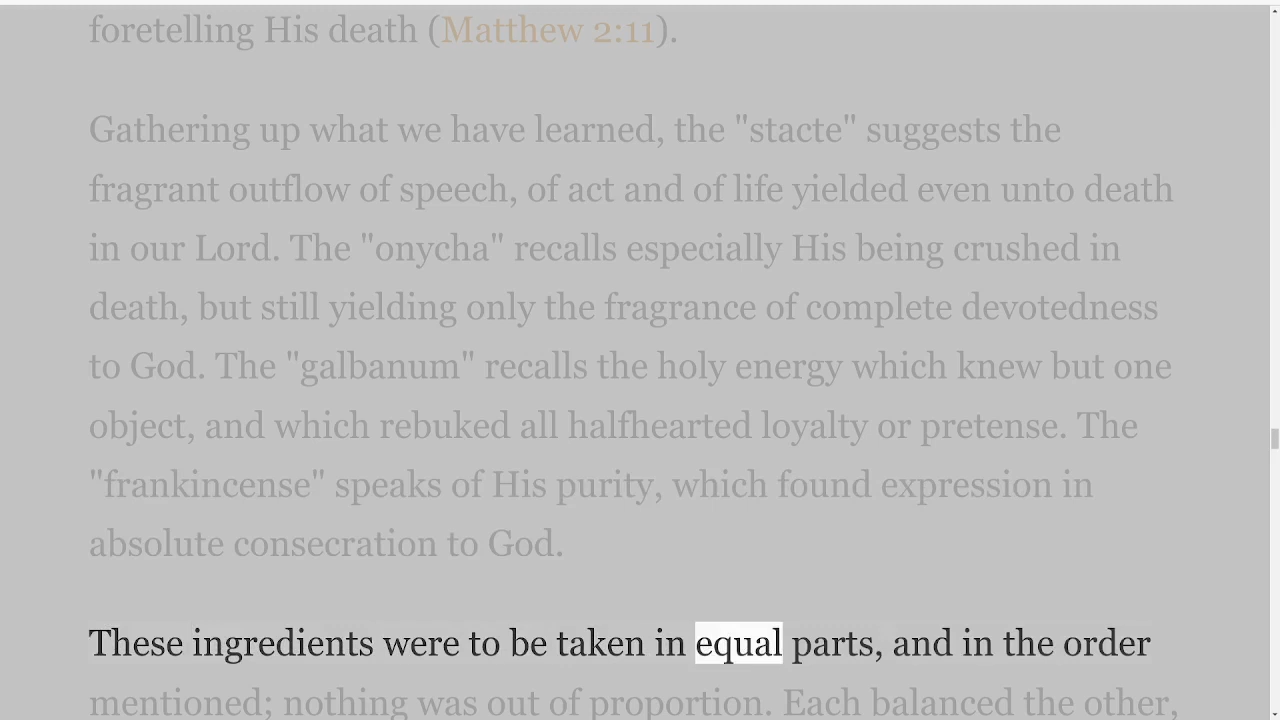 foretelling His death (Matthew 2:11).
Gathering up what we have learned, the "stacte" suggests the
fragrant outflow of speech, of act and of life yielded even unto death
in our Lord. The "onycha" recalls especially His being crushed in
death, but still yielding only the fragrance of complete devotedness
to God. The "galbanum" recalls the holy energy which knew but one
object, and which rebuked all halfhearted loyalty or pretense. The
"frankincense" speaks of His purity, which found expression in
absolute consecration to God.
These ingredients were to be taken in equal parts, and in the order
mentioned; nothing was out of proportion. Each balanced the other,